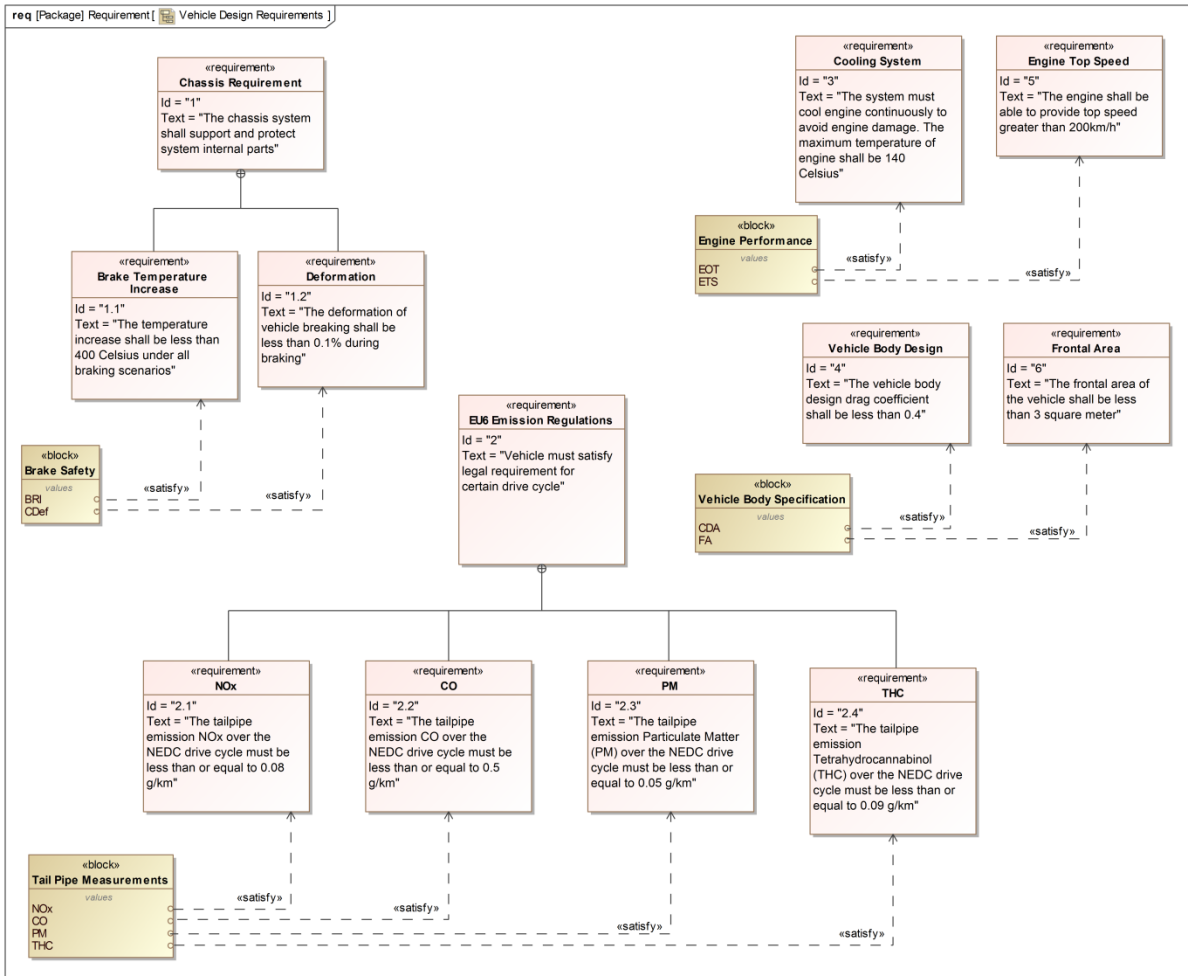 req [Package] Requirement [ Vehicle Design Requirements ]
«requirement»
Chassis Requirement
Id = "1"
Text = "The chassis system
shall support and protect
system internal parts"
«requirement»
Cooling System
Id = "3"
Text = "The system must
cool engine continuously to
avoid engine damage. The
maximum temperature of
engine shall be 140
Celsius"
«requirement»
Engine Top Speed
Id = "5"
Text = "The engine shall be
able to provide top speed
greater than 200km/h"
«block»
Engine Performance
values
EOT
ETS
«satisfy»
«satisfy»
«requirement»
Brake Temperature
Increase
Id = "1.1"
Text = "The temperature
increase shall be less than
400 Celsius under all
braking scenarios"
«requirement»
Deformation
Id = "1.2"
Text = "The deformation of
vehicle breaking shall be
less than 0.1% during
braking"
«block»
Brake Safety
values
BRI
CDef
«satisfy»
«satisfy»
«requirement»
Vehicle Body Design
Id = "4"
Text = "The vehicle body
design drag coefficient
shall be less than 0.4"
«requirement»
Frontal Area
Id = "6"
Text = "The frontal area of
the vehicle shall be less
than 3 square meter"
«block»
Vehicle Body Specification
values
CDA
FA
«satisfy»
«satisfy»
«requirement»
EU6 Emission Regulations
Id = "2"
Text = "Vehicle must satisfy
legal requirement for
certain drive cycle"
«requirement»
NOx
Id = "2.1"
Text = "The tailpipe
emission NOx over the
NEDC drive cycle must be
less than or equal to 0.08
g/km"
«requirement»
CO
Id = "2.2"
Text = "The tailpipe
emission CO over the
NEDC drive cycle must be
less than or equal to 0.5
g/km"
«requirement»
PM
Id = "2.3"
Text = "The tailpipe
emission Particulate Matter
(PM) over the NEDC drive
cycle must be less than or
equal to 0.05 g/km"
«requirement»
THC
Id = "2.4"
Text = "The tailpipe
emission
Tetrahydrocannabinol
(THC) over the NEDC drive
cycle must be less than or
equal to 0.09 g/km"
«block»
Tail Pipe Measurements
values
NOx
CO
PM
THC
«satisfy»
«satisfy»
«satisfy»
«satisfy»